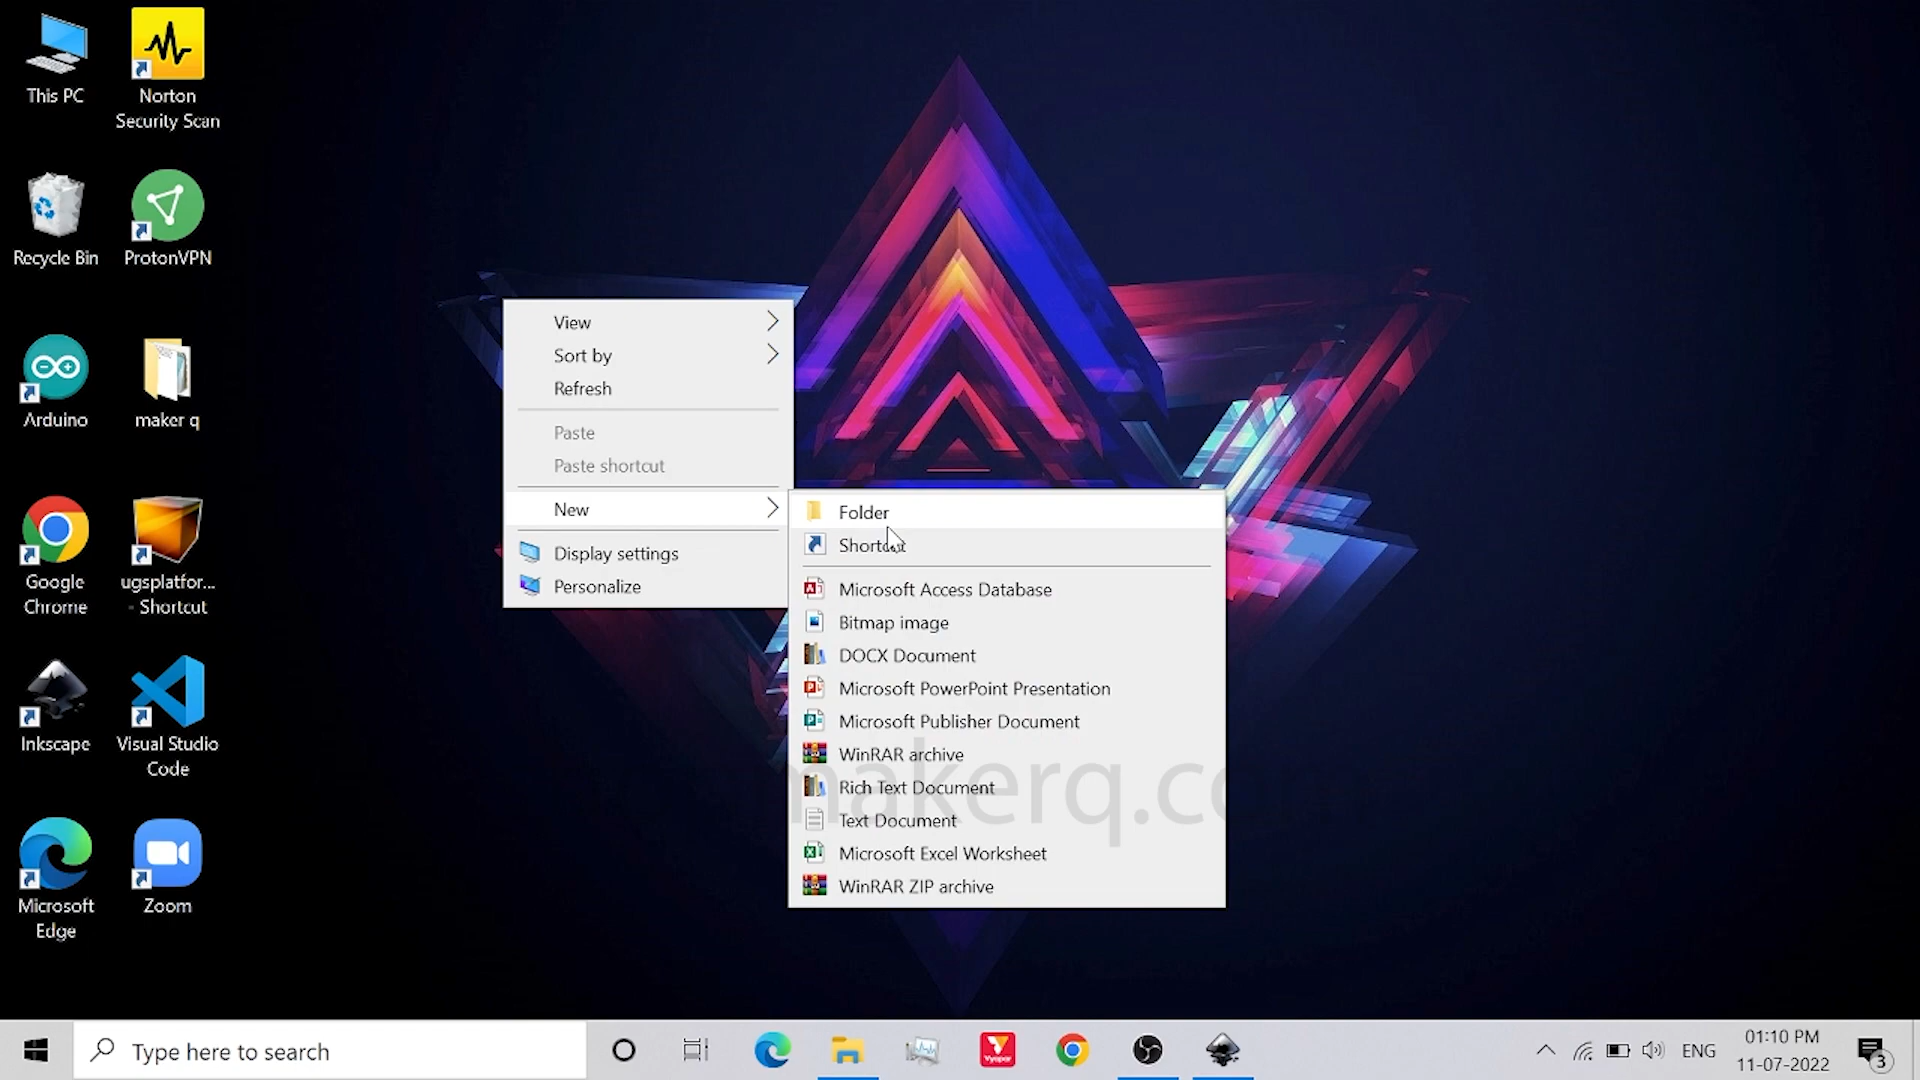 This PC
Norton
Security Scan
Recycle Bin
ProtonVPN
Arduino
maker q
Google
Chrome
ugsplatfor...
- Shortcut
Inkscape
Visual Studio
Code
Microsoft
Edge
Zoom
View
Sort by
Refresh
Paste
Paste shortcut
New
Display settings
Personalize
Folder
Shortcut
Microsoft Access Database
Bitmap image
DOCX Document
Microsoft PowerPoint Presentation
Microsoft Publisher Document
WinRAR archive
Rich Text Document
Text Document
Microsoft Excel Worksheet
WinRAR ZIP archive
makerq.co
Type here to search
Vyapar
ENG
01:10 PM
11-07-2022
3